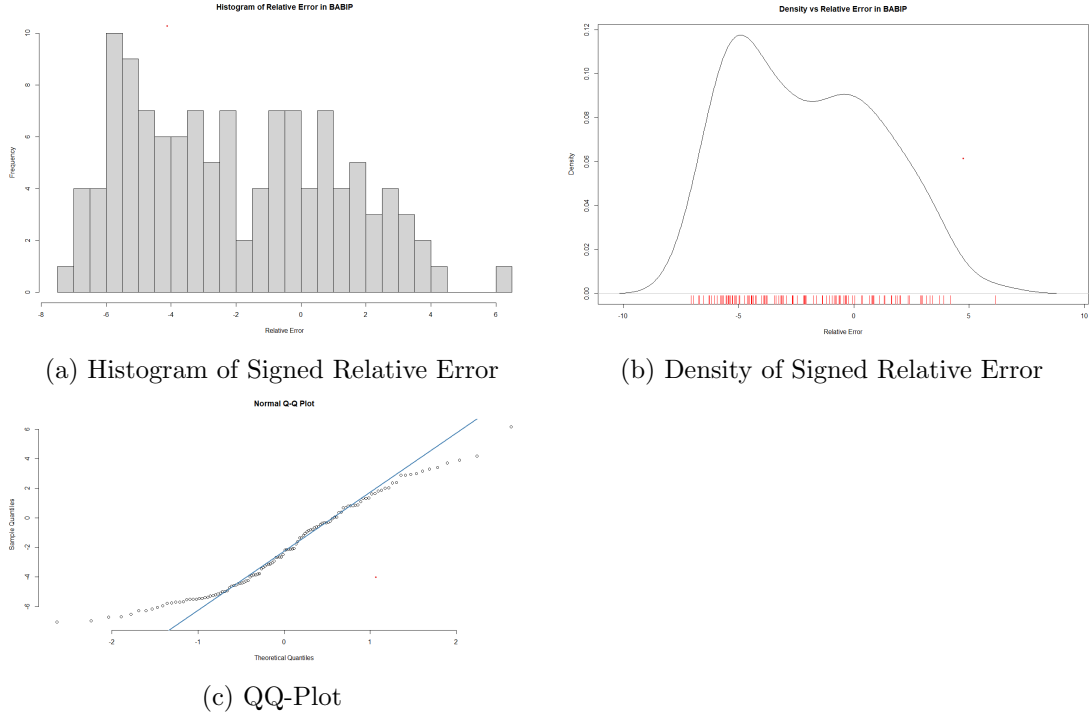 Histogram of Relative Error in BABIP
Frequency
10
8
6
4
2
0
-8 -6 -4 -2 0 2 4 6
Relative Error
(a) Histogram of Signed Relative Error
Density vs Relative Error in BABIP
Density
0.12
0.10
0.08
0.06
0.04
0.02
0.00
-10 -5 0 5 10
Relative Error
(b) Density of Signed Relative Error
Normal Q-Q Plot
Sample Quantiles
6
4
2
0
-2
-4
-6
-2 -1 0 1 2
Theoretical Quantiles
(c) QQ-Plot